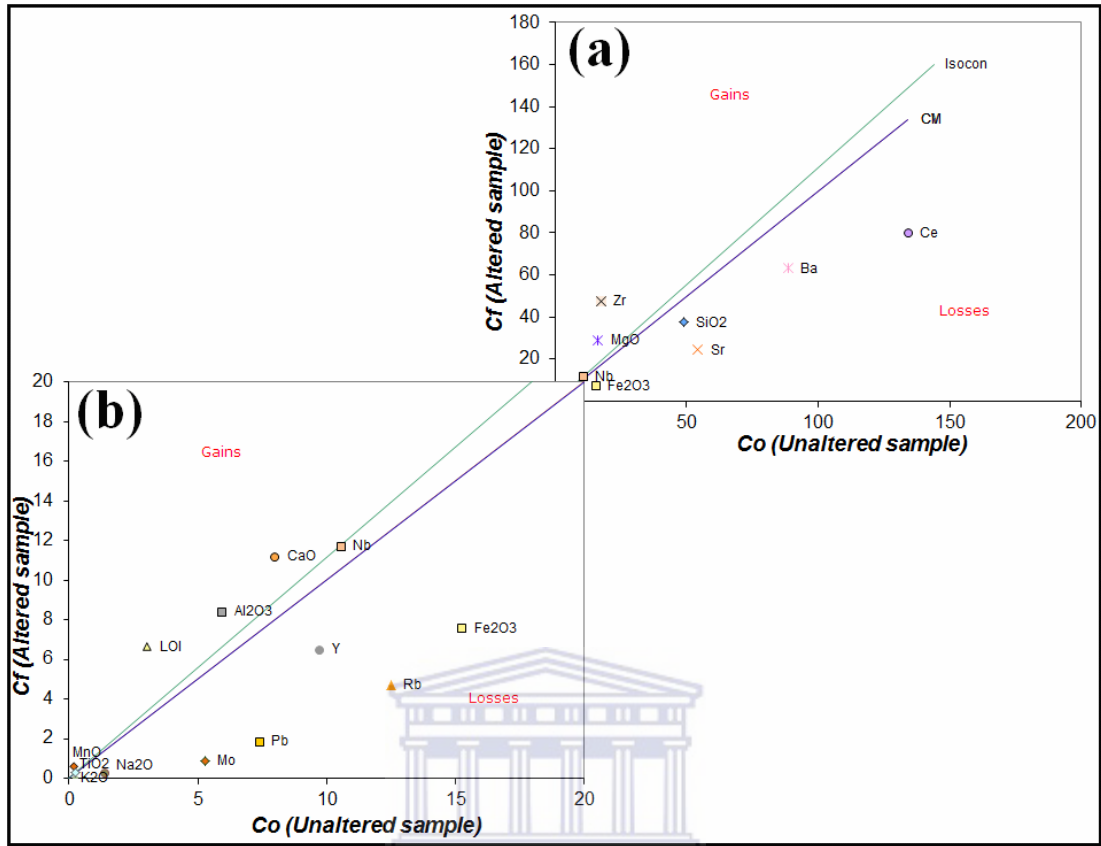 (a)
180
160
140
120
100
80
60
40
20
Cf (Altered sample)
Gains
Isocon
CM
Ce
Ba
Zr
SiO2
Losses
MgO
Sr
Nb
Fe2O3
50
100
150
200
Co (Unaltered sample)
(b)
20
18
16
14
12
10
8
6
4
2
0
Cf (Altered sample)
Gains
CaO
Nb
Al2O3
Fe2O3
LOI
Y
Rb
Losses
Pb
MnO
TiO2
Na2O
Mo
K2O
0
5
10
15
20
Co (Unaltered sample)